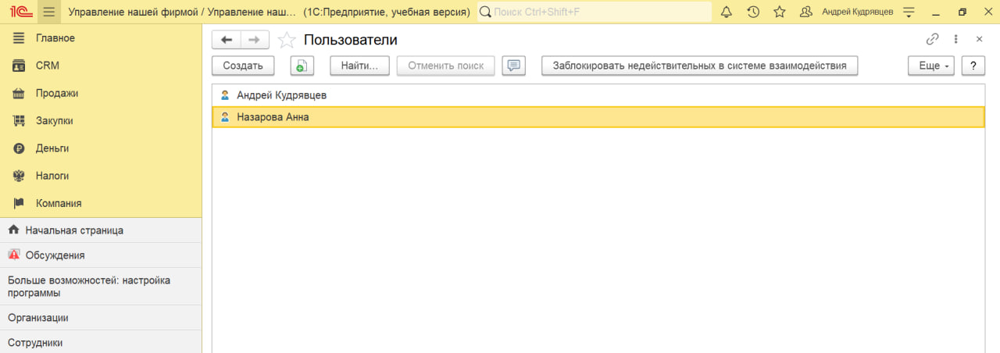 1С Управление нашей фирмой / Управление наш... (1С:Предприятие, учебная версия) Поиск Ctrl+Shift+F Андрей Кудрявцев
Главное
CRM
Продажи
Закупки
Деньги
Налоги
Компания
Начальная страница
Обсуждения
Больше возможностей: настройка
программы
Организации
Сотрудники
Пользователи
Создать Найти... Отменить поиск Заблокировать недействительных в системе взаимодействия Еще ?
Андрей Кудрявцев
Назарова Анна